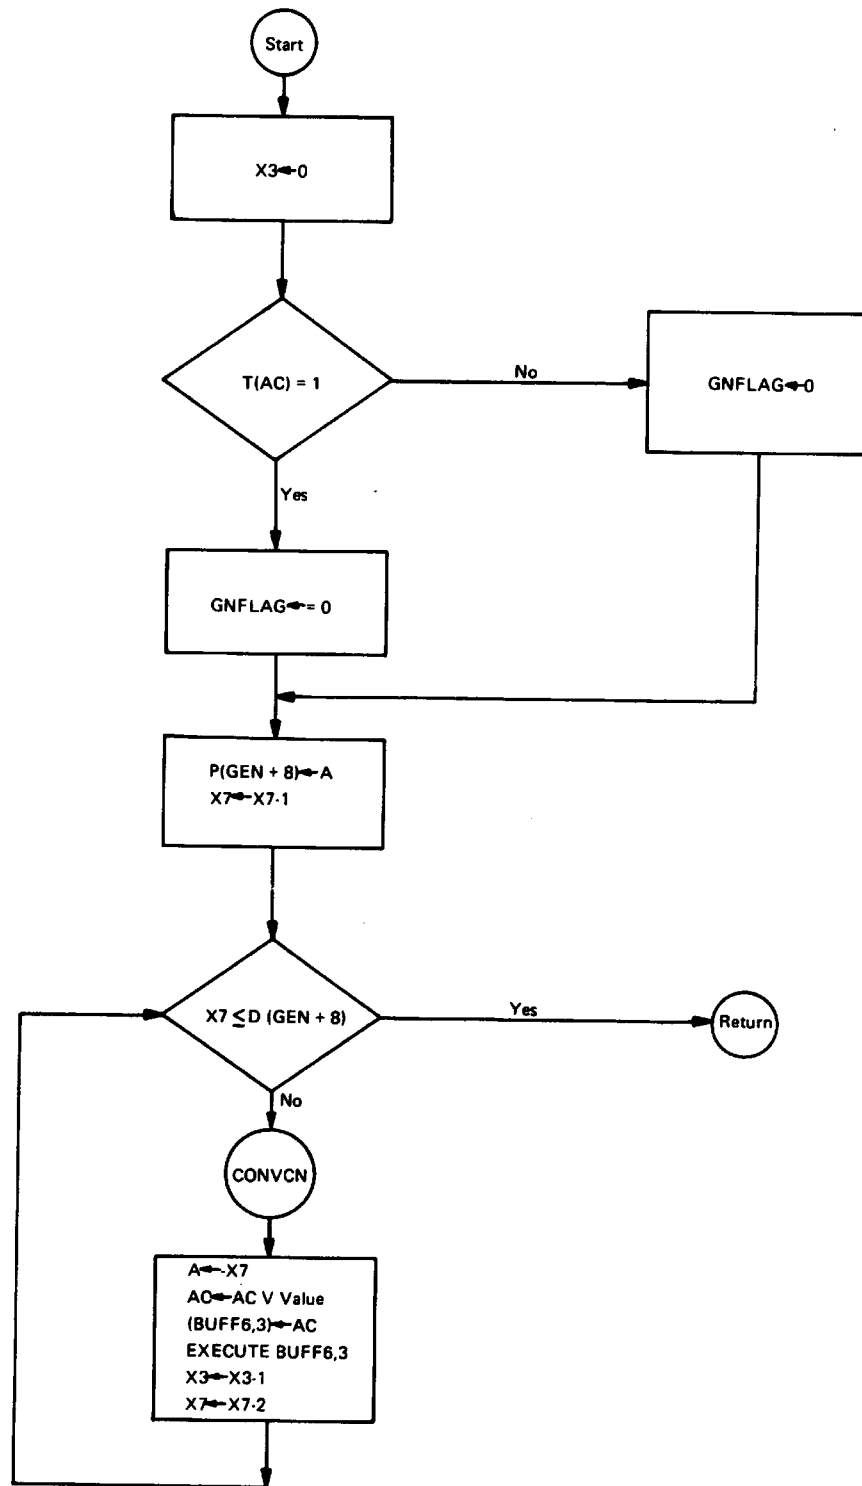 Start
X3←0
T(AC) = 1
No
GNFLAG←0
Yes
GNFLAG←= 0
P(GEN + 8)←A
X7←X7-1
X7 ≤D (GEN + 8)
Yes
Return
No
CONVCN
A←-X7
AC←AC V Value
(BUFF6,3)←AC
EXECUTE BUFF6,3
X3←X3-1
X7←X7-2